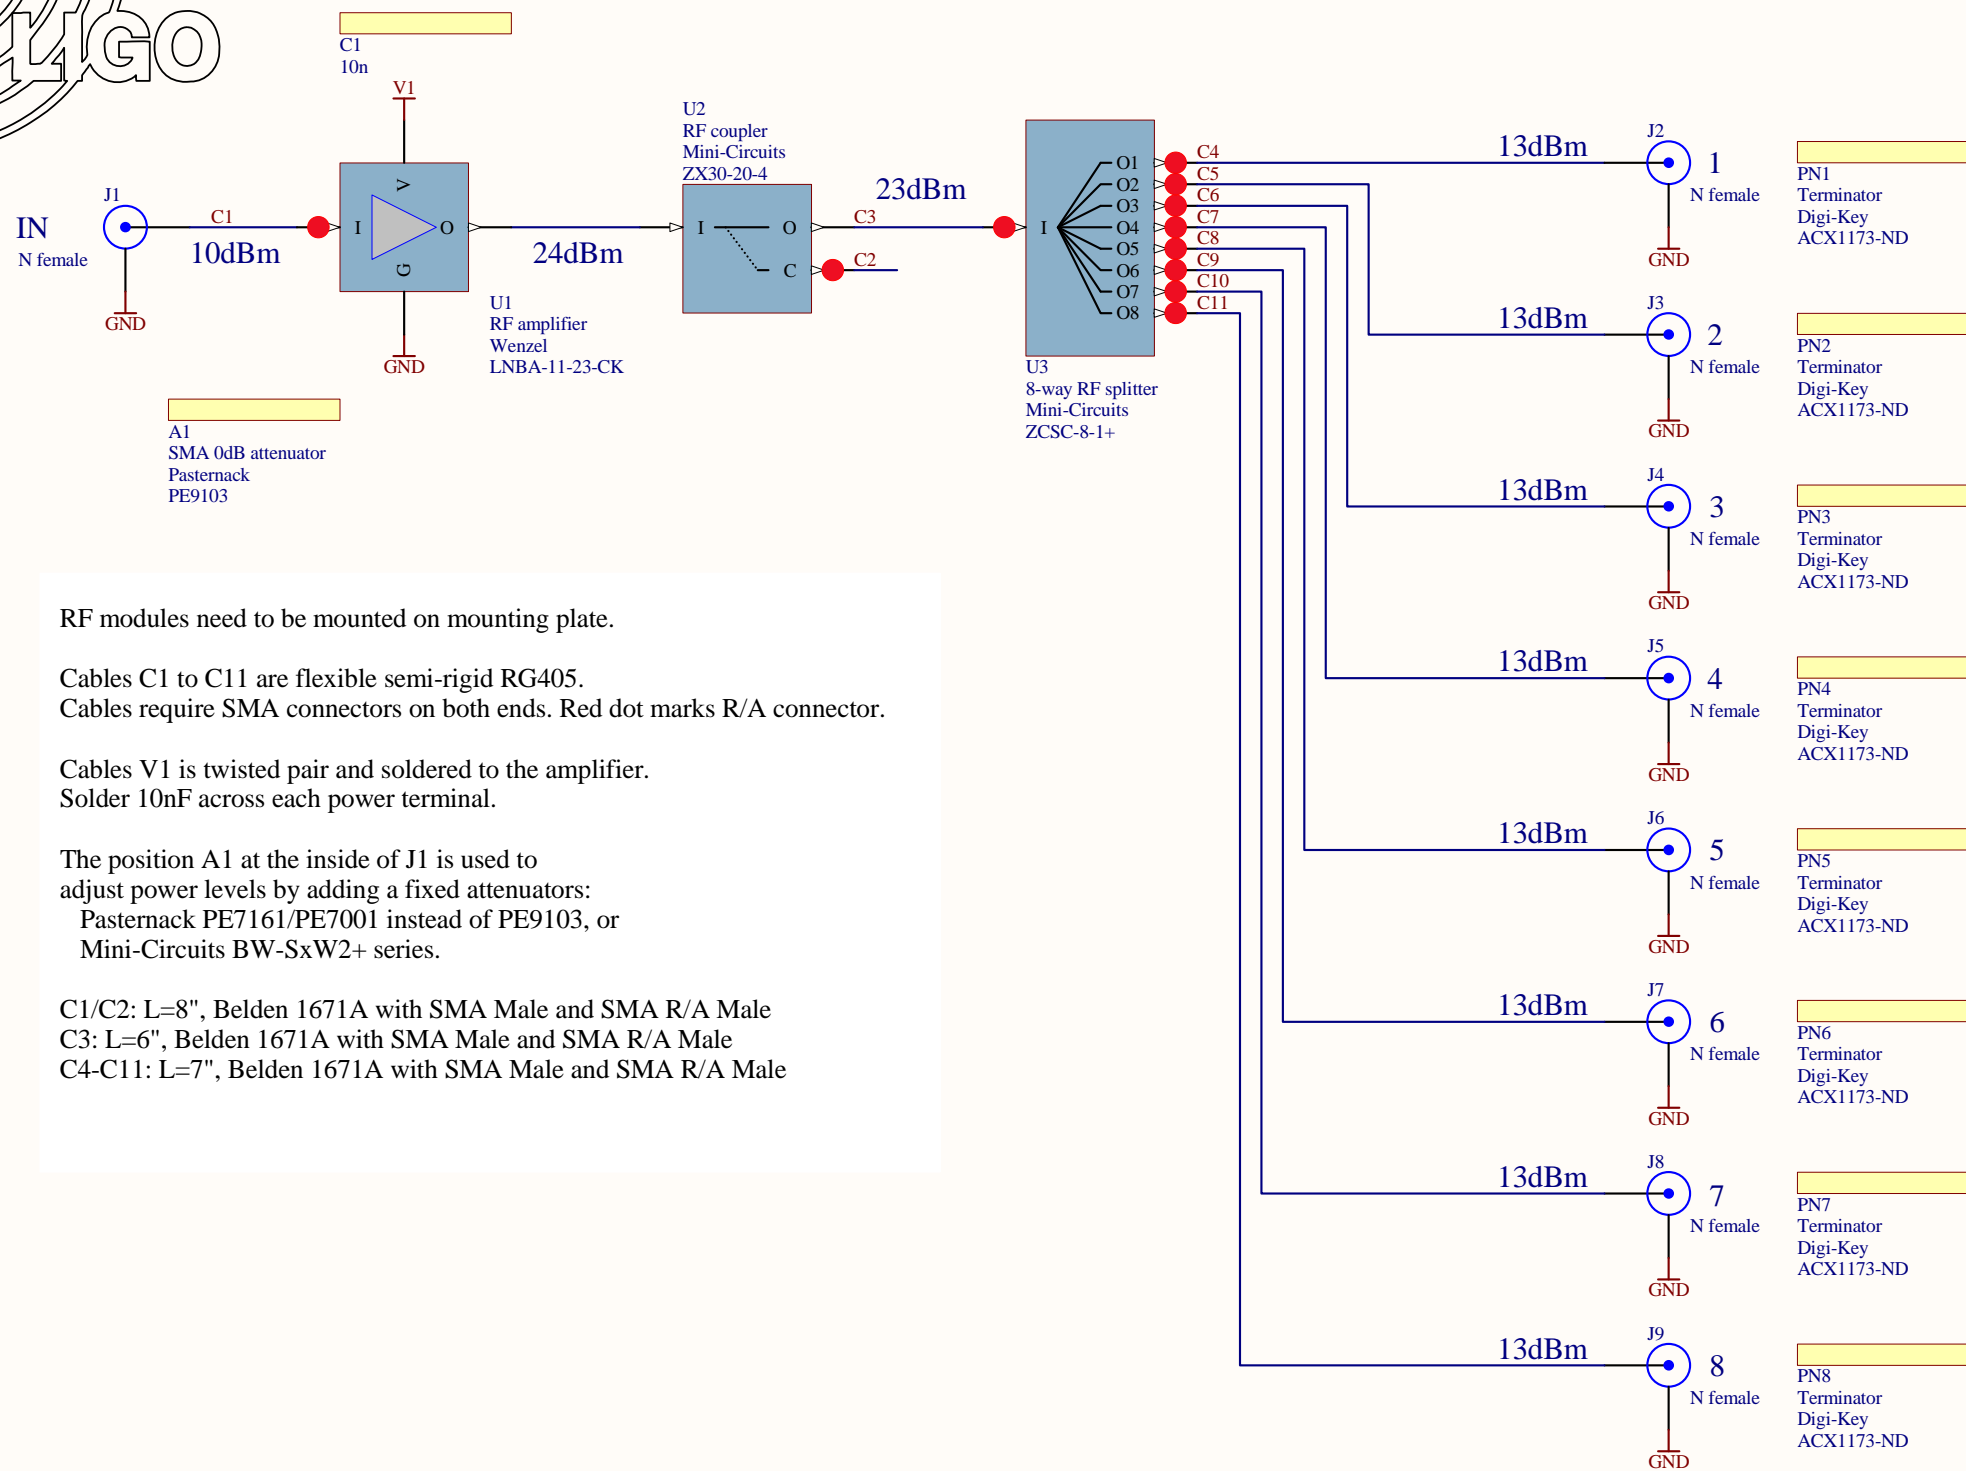 LIGO
C1
10n
V1
IN
N female
J1
C1
10dBm
GND
I
V
G
O
GND
24dBm
U1
RF amplifier
Wenzel
LNBA-11-23-CK
A1
SMA 0dB attenuator
Pasternack
PE9103
U2
RF coupler
Mini-Circuits
ZX30-20-4
I
O
C
C3
C2
23dBm
I
O1
O2
O3
O4
O5
O6
O7
O8
C4
C5
C6
C7
C8
C9
C10
C11
U3
8-way RF splitter
Mini-Circuits
ZCSC-8-1+
13dBm
J2
1
N female
GND
PN1
Terminator
Digi-Key
ACX1173-ND
13dBm
J3
2
N female
GND
PN2
Terminator
Digi-Key
ACX1173-ND
13dBm
J4
3
N female
GND
PN3
Terminator
Digi-Key
ACX1173-ND
13dBm
J5
4
N female
GND
PN4
Terminator
Digi-Key
ACX1173-ND
13dBm
J6
5
N female
GND
PN5
Terminator
Digi-Key
ACX1173-ND
13dBm
J7
6
N female
GND
PN6
Terminator
Digi-Key
ACX1173-ND
13dBm
J8
7
N female
GND
PN7
Terminator
Digi-Key
ACX1173-ND
13dBm
J9
8
N female
GND
PN8
Terminator
Digi-Key
ACX1173-ND
RF modules need to be mounted on mounting plate.
Cables C1 to C11 are flexible semi-rigid RG405.
Cables require SMA connectors on both ends. Red dot marks R/A connector.
Cables V1 is twisted pair and soldered to the amplifier.
Solder 10nF across each power terminal.
The position A1 at the inside of J1 is used to
adjust power levels by adding a fixed attenuators:
Pasternack PE7161/PE7001 instead of PE9103, or
Mini-Circuits BW-SxW2+ series.
C1/C2: L=8", Belden 1671A with SMA Male and SMA R/A Male
C3: L=6", Belden 1671A with SMA Male and SMA R/A Male
C4-C11: L=7", Belden 1671A with SMA Male and SMA R/A Male